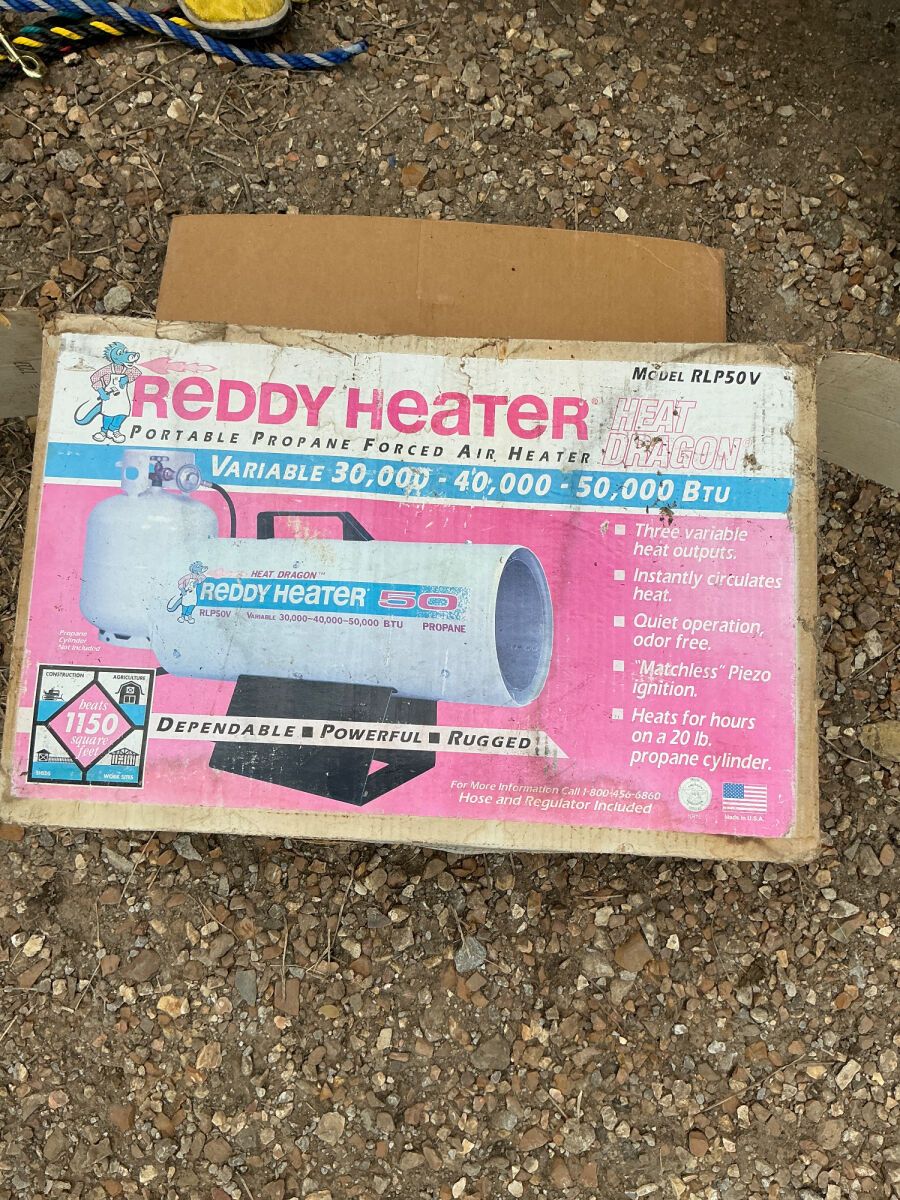 MODEL RLP50V
REDDY HEATER®
HEAT
DRAGON®
PORTABLE PROPANE FORCED AIR HEATER
VARIABLE 30,000 - 40,000 - 50,000 BTU
Three variable
heat outputs.
Instantly circulates
heat.
Quiet operation,
odor free.
"Matchless" Piezo
ignition.
Heats for hours
on a 20 lb.
propane cylinder.
HEAT DRAGON™
REDDY HEATER® 50
RLP50V VARIABLE 30,000-40,000-50,000 BTU PROPANE
Propane
Cylinder
Not Included
CONSTRUCTION
AGRICULTURE
heats
1150
square
feet
SHEDS
WORK SITES
DEPENDABLE ■ POWERFUL ■ RUGGED
For More Information Call 1-800-456-6860
Hose and Regulator Included
Made In U.S.A.